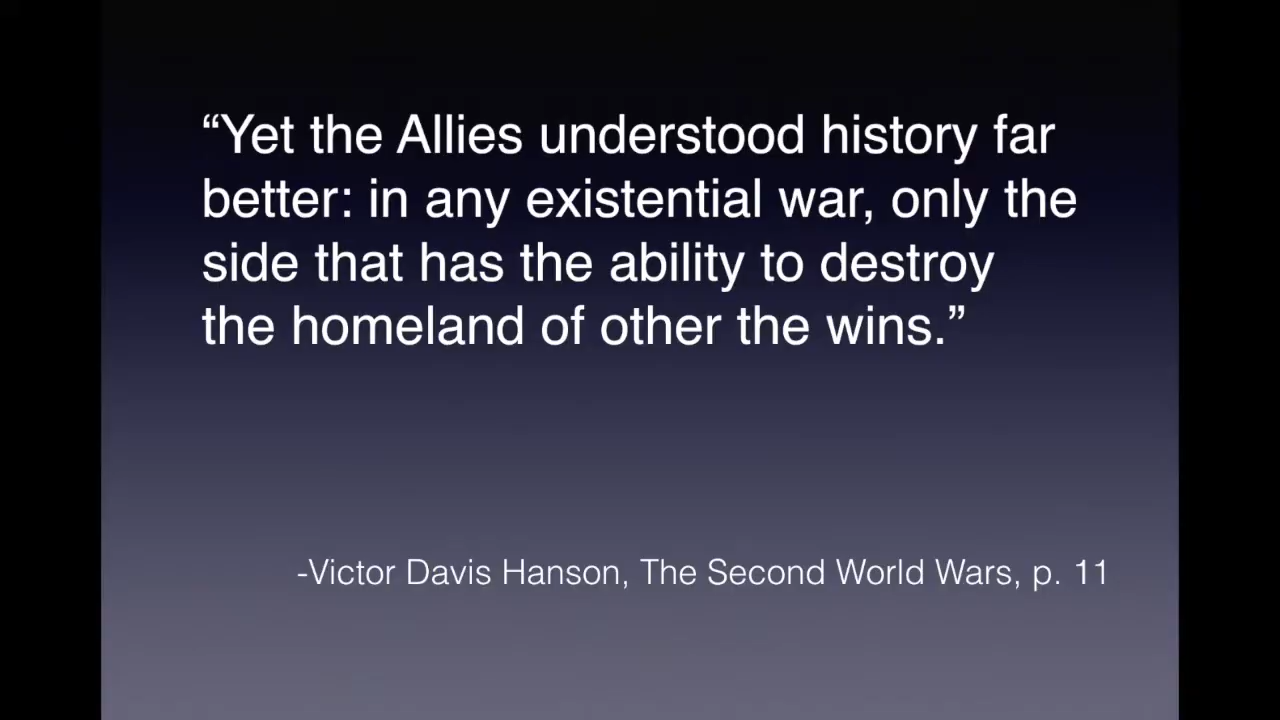 “Yet the Allies understood history far
better: in any existential war, only the
side that has the ability to destroy
the homeland of other the wins.”
-Victor Davis Hanson, The Second World Wars, p. 11